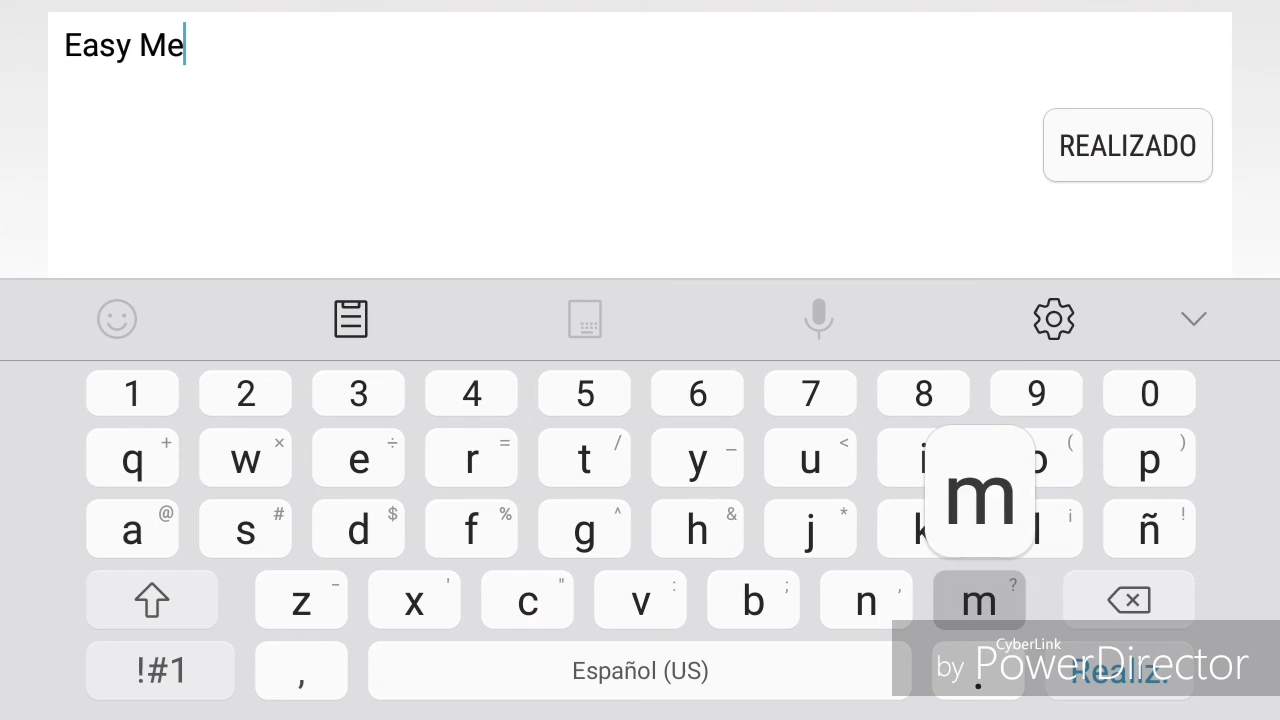 Easy Me
REALIZADO
1 2 3 4 5 6 7 8 9 0
q + w × e ÷ r = t / y _ u < i o ( p )
a @ s # d $ f % g ^ h & j * k l ¡ ñ !
m
z - x ' c " v : b ; n , m ?
!#1 , Español (US) . Realiz.
CyberLink
by PowerDirector